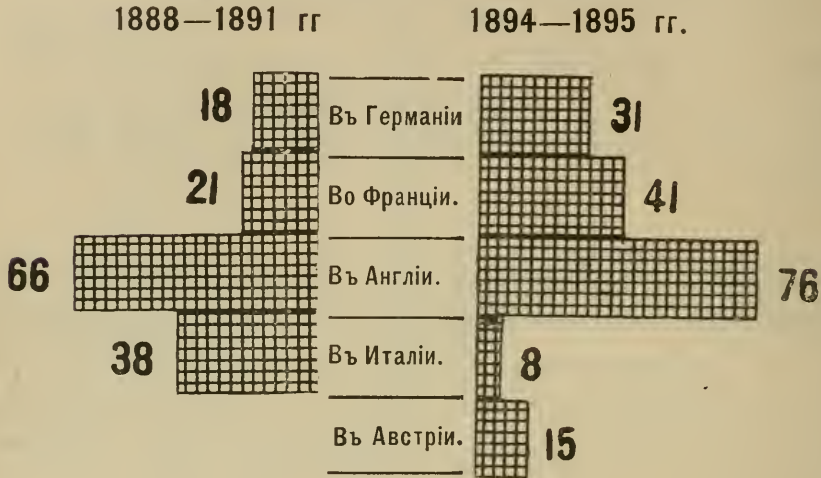 1888—1891 гг 1894—1895 гг.
18 Въ Германіи 31
21 Во Франціи. 41
66 Въ Англіи. 76
38 Въ Италіи. 8
Въ Австріи. 15